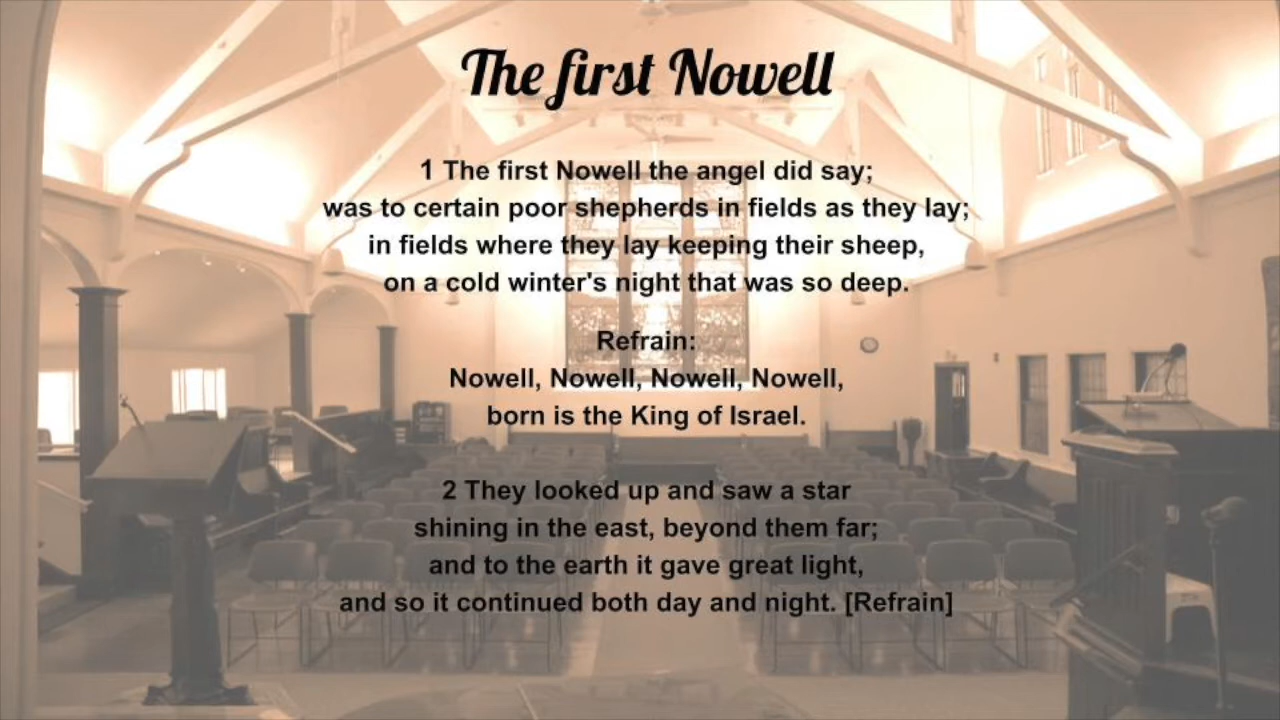 The first Nowell
1 The first Nowell the angel did say;
was to certain poor shepherds in fields as they lay;
in fields where they lay keeping their sheep,
on a cold winter's night that was so deep.
Refrain:
Nowell, Nowell, Nowell, Nowell,
born is the King of Israel.
2 They looked up and saw a star
shining in the east, beyond them far;
and to the earth it gave great light,
and so it continued both day and night. [Refrain]